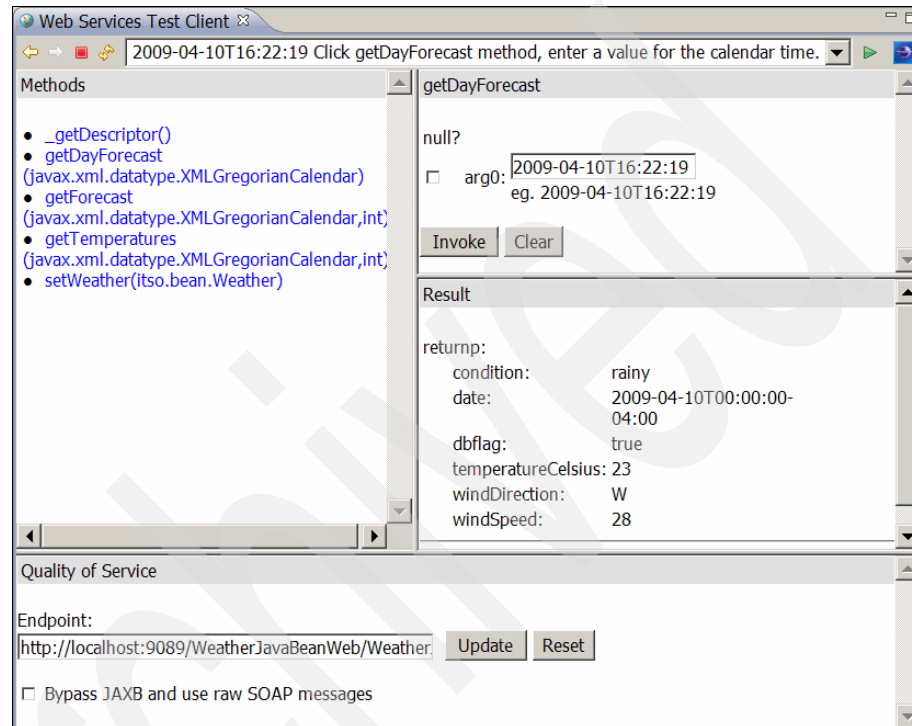 Web Services Test Client
2009-04-10T16:22:19 Click getDayForecast method, enter a value for the calendar time.
Methods
• _getDescriptor()
• getDayForecast
(javax.xml.datatype.XMLGregorianCalendar)
• getForecast
(javax.xml.datatype.XMLGregorianCalendar,int)
• getTemperatures
(javax.xml.datatype.XMLGregorianCalendar,int)
• setWeather(itso.bean.Weather)
getDayForecast
null?
arg0: 2009-04-10T16:22:19
eg. 2009-04-10T16:22:19
Invoke Clear
Result
returnp:
condition: rainy
date: 2009-04-10T00:00:00-
04:00
dbflag: true
temperatureCelsius: 23
windDirection: W
windSpeed: 28
Quality of Service
Endpoint:
http://localhost:9089/WeatherJavaBeanWeb/Weather. Update Reset
Bypass JAXB and use raw SOAP messages
chived